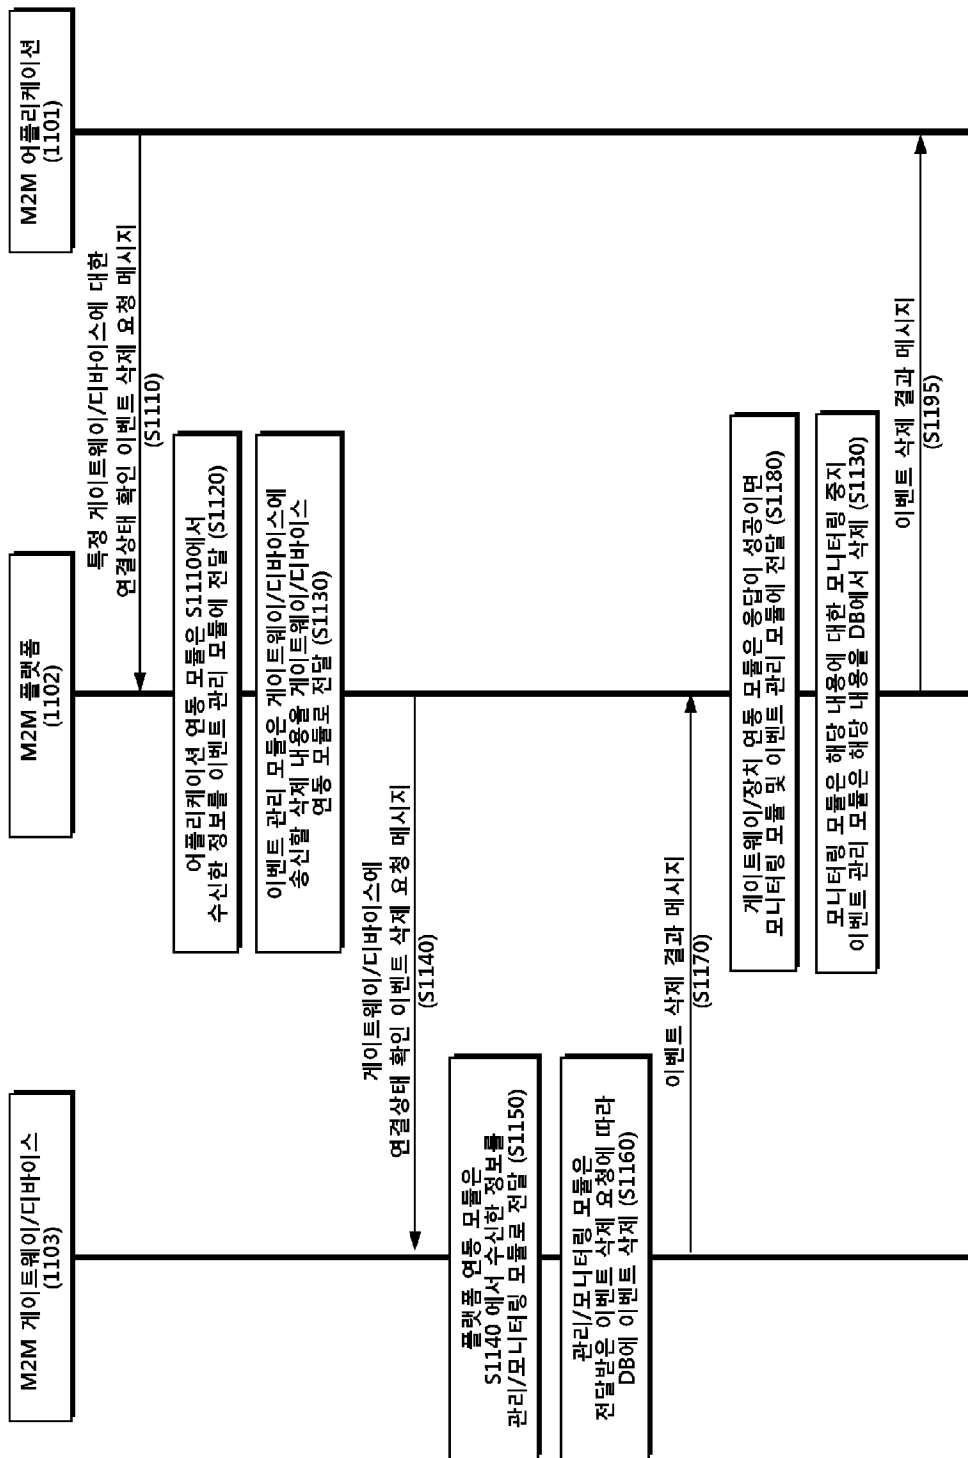 M2M 게이트웨이/디바이스
(1103)
M2M 플랫폼
(1102)
M2M 어플리케이션
(1101)
특정 게이트웨이/디바이스에 대한
연결상태 확인 이벤트 삭제 요청 메시지
(S1110)
어플리케이션 연동 모듈은 S1110에서
수신한 정보를 이벤트 관리 모듈에 전달 (S1120)
이벤트 관리 모듈은 게이트웨이/디바이스에
송신할 삭제 내용을 게이트웨이/디바이스
연동 모듈로 전달 (S1130)
게이트웨이/디바이스에
연결상태 확인 이벤트 삭제 요청 메시지
(S1140)
플랫폼 연동 모듈은
S1140 에서 수신한 정보를
관리/모니터링 모듈로 전달 (S1150)
관리/모니터링 모듈은
전달받은 이벤트 삭제 요청에 따라
DB에 이벤트 삭제 (S1160)
이벤트 삭제 결과 메시지
(S1170)
게이트웨이/장치 연동 모듈은 응답이 성공이면
모니터링 모듈 및 이벤트 관리 모듈에 전달 (S1180)
모니터링 모듈은 해당 내용에 대한 모니터링 중지
이벤트 관리 모듈은 해당 내용을 DB에서 삭제 (S1130)
이벤트 삭제 결과 메시지
(S1195)